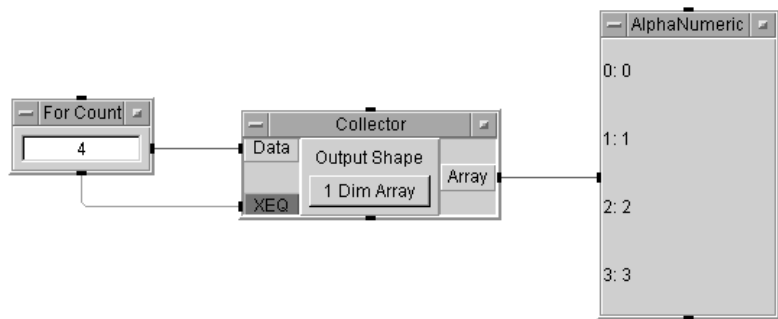 For Count
4
Collector
Data
Output Shape
1 Dim Array
XEQ
Array
AlphaNumeric
0: 0
1: 1
2: 2
3: 3